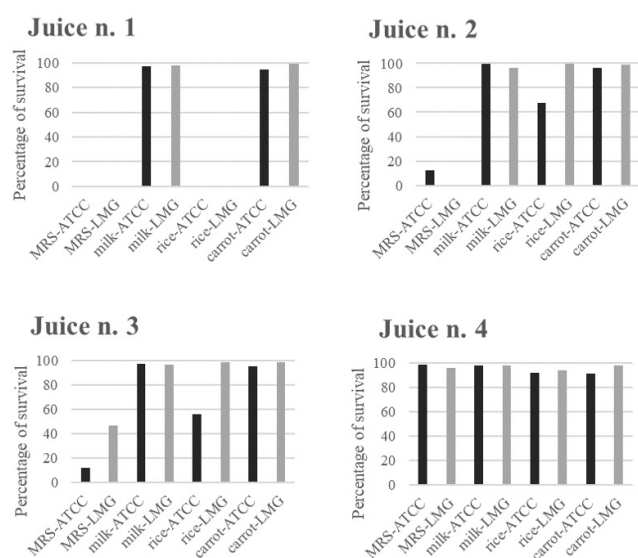 Juice n. 1
Percentage of survival
100
80
60
40
20
0
MRS-ATCC
MRS-LMG
milk-ATCC
milk-LMG
rice-ATCC
rice-LMG
carrot-ATCC
carrot-LMG
Juice n. 2
Percentage of survival
100
80
60
40
20
0
MRS-ATCC
MRS-LMG
milk-ATCC
milk-LMG
rice-ATCC
rice-LMG
carrot-ATCC
carrot-LMG
Juice n. 3
Percentage of survival
100
80
60
40
20
0
MRS-ATCC
MRS-LMG
milk-ATCC
milk-LMG
rice-ATCC
rice-LMG
carrot-ATCC
carrot-LMG
Juice n. 4
Percentage of survival
100
80
60
40
20
0
MRS-ATCC
MRS-LMG
milk-ATCC
milk-LMG
rice-ATCC
rice-LMG
carrot-ATCC
carrot-LMG